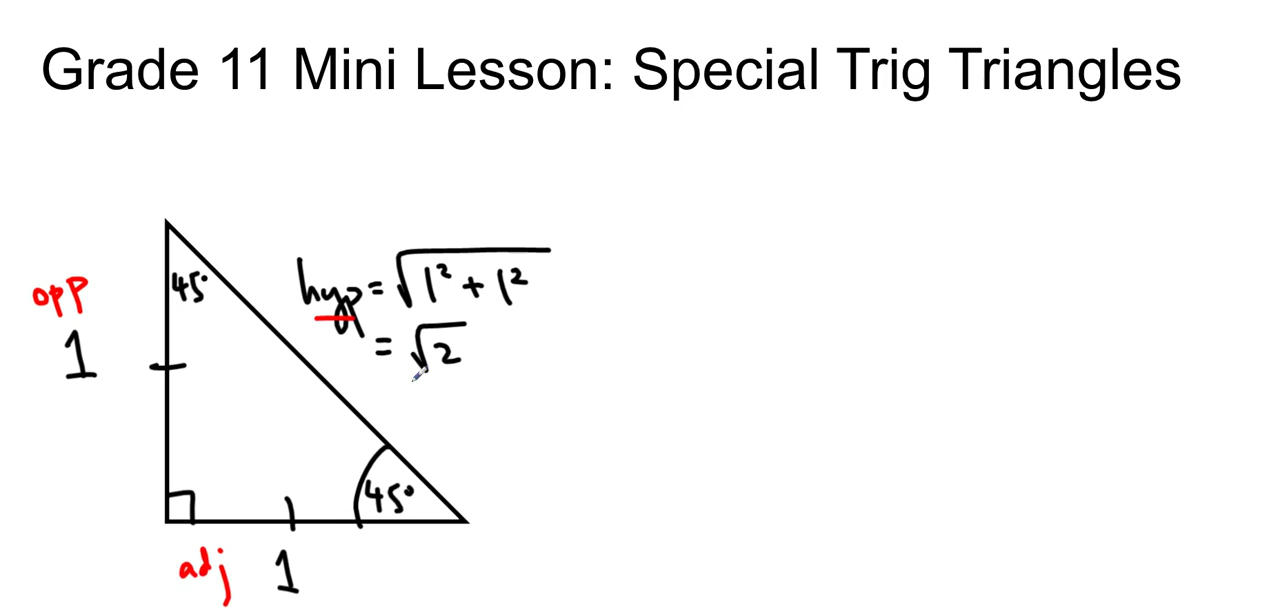 Grade 11 Mini Lesson: Special Trig Triangles
opp
1
45°
hyp = √1² + 1²
= √2
45°
adj 1